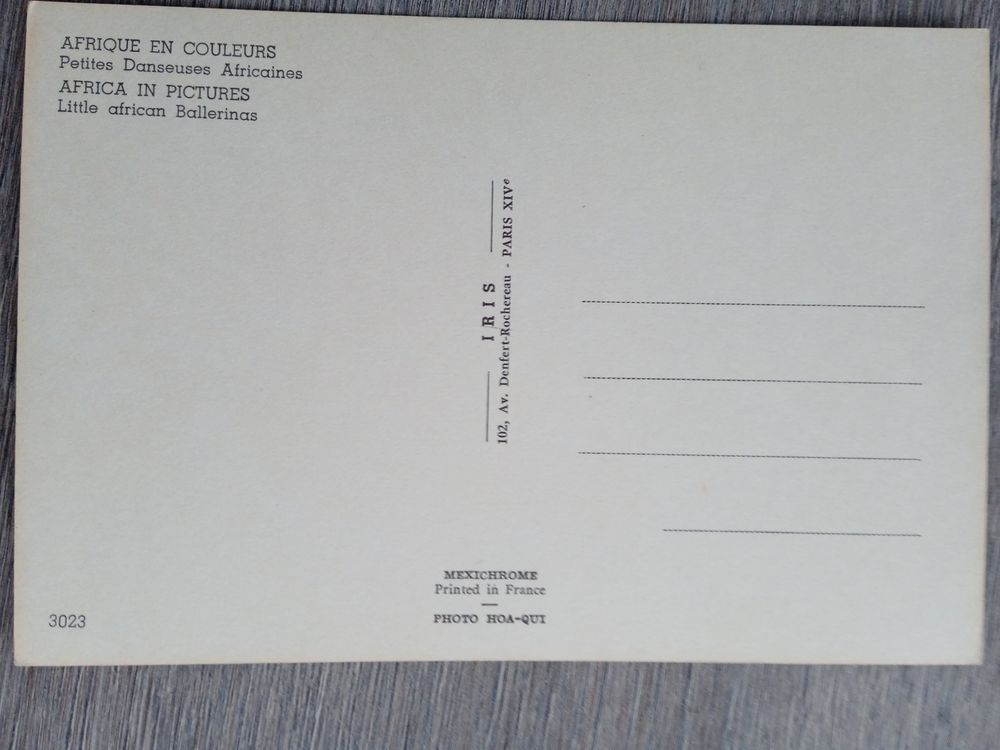 AFRIQUE EN COULEURS
Petites Danseuses Africaines
AFRICA IN PICTURES
Little african Ballerinas
IRIS
102, Av. Denfert-Rochereau - PARIS XIVe
MEXICHROME
Printed in France
PHOTO HOA-QUI
3023